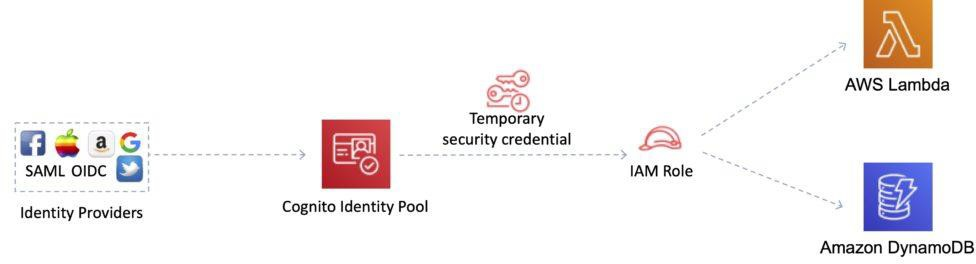 AWS Lambda
Temporary
security credential
SAML OIDC
IAM Role
Cognito Identity Pool
Identity Providers
Amazon DynamoDB